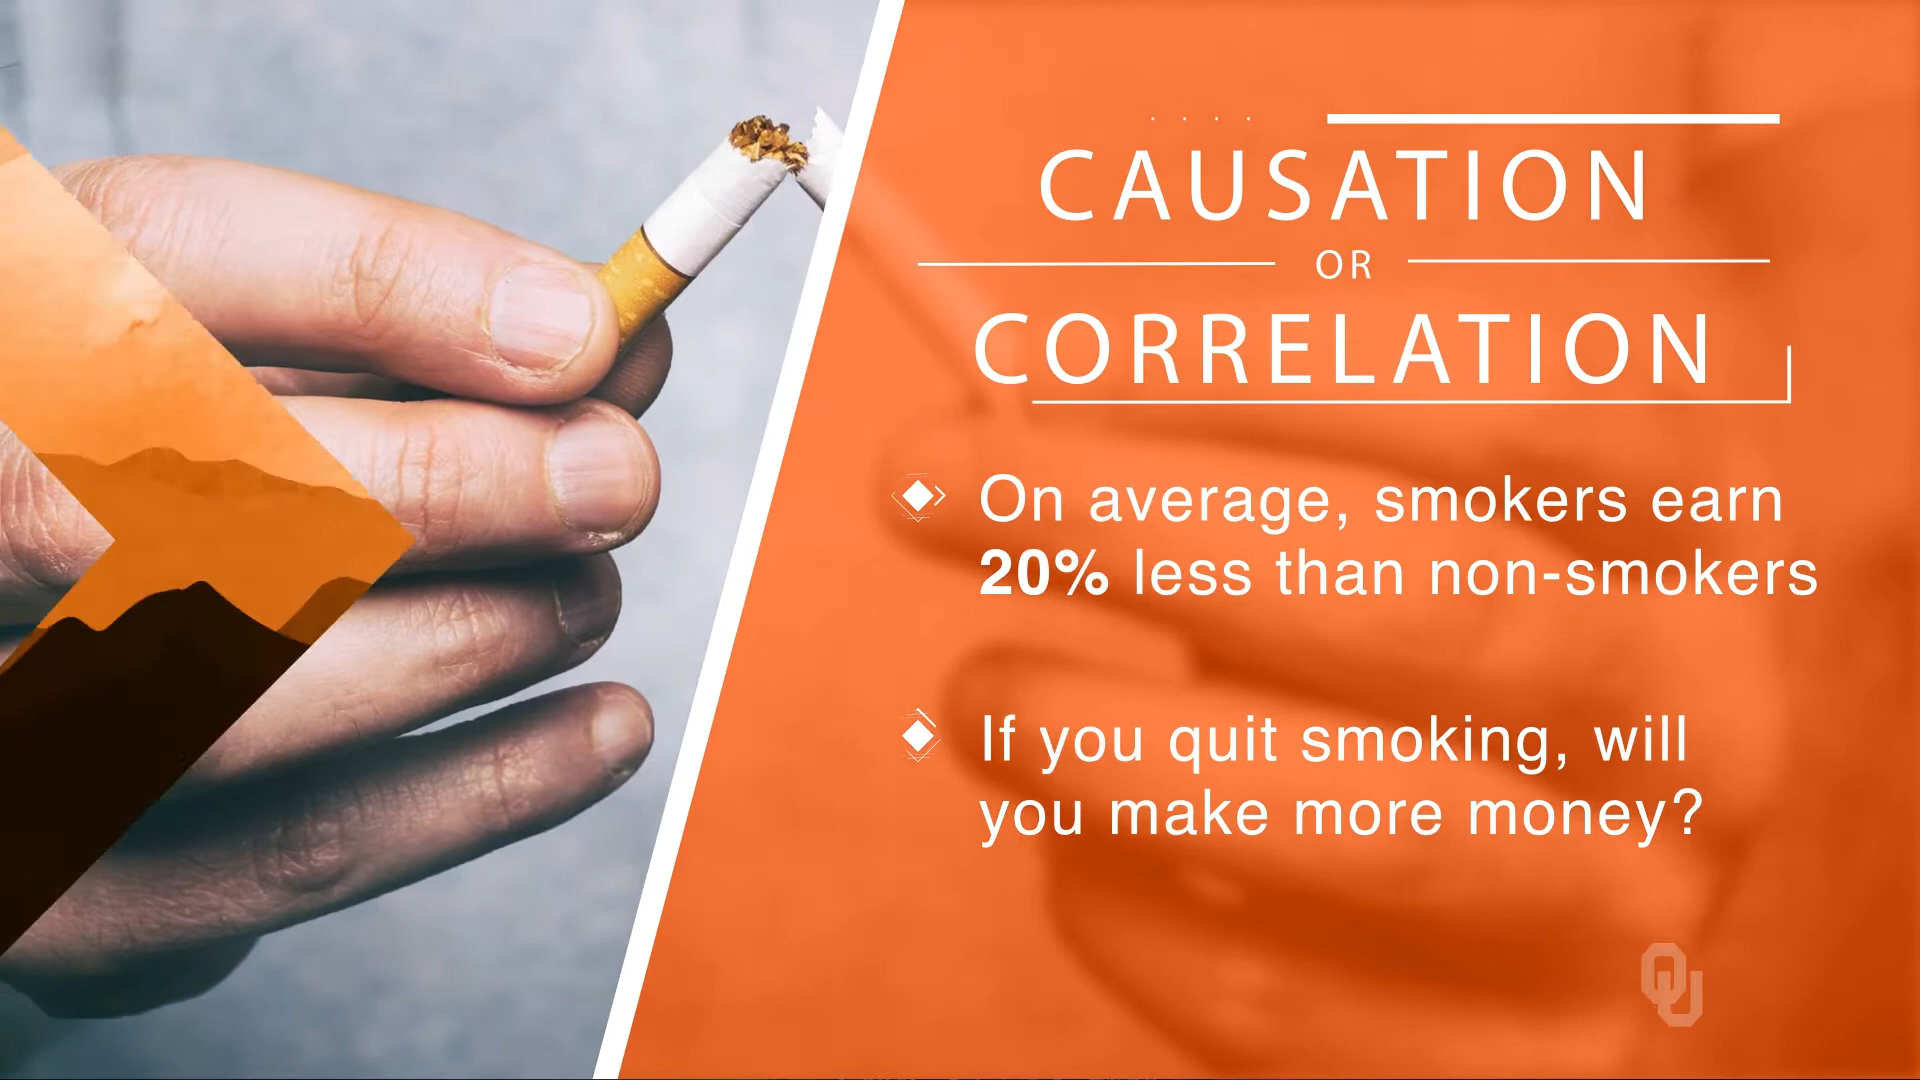 CAUSATION
OR
CORRELATION
On average, smokers earn
20% less than non-smokers
If you quit smoking, will
you make more money?
OU